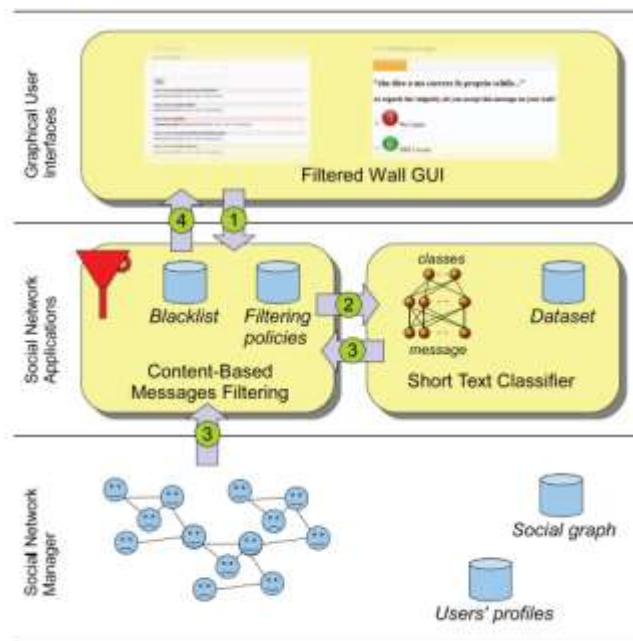 Graphical User
Interfaces
Filtered Wall GUI
4
1
Social Network
Applications
Blacklist
Filtering
policies
Content-Based
Messages Filtering
2
3
classes
message
Dataset
Short Text Classifier
3
Social Network
Manager
Social graph
Users' profiles